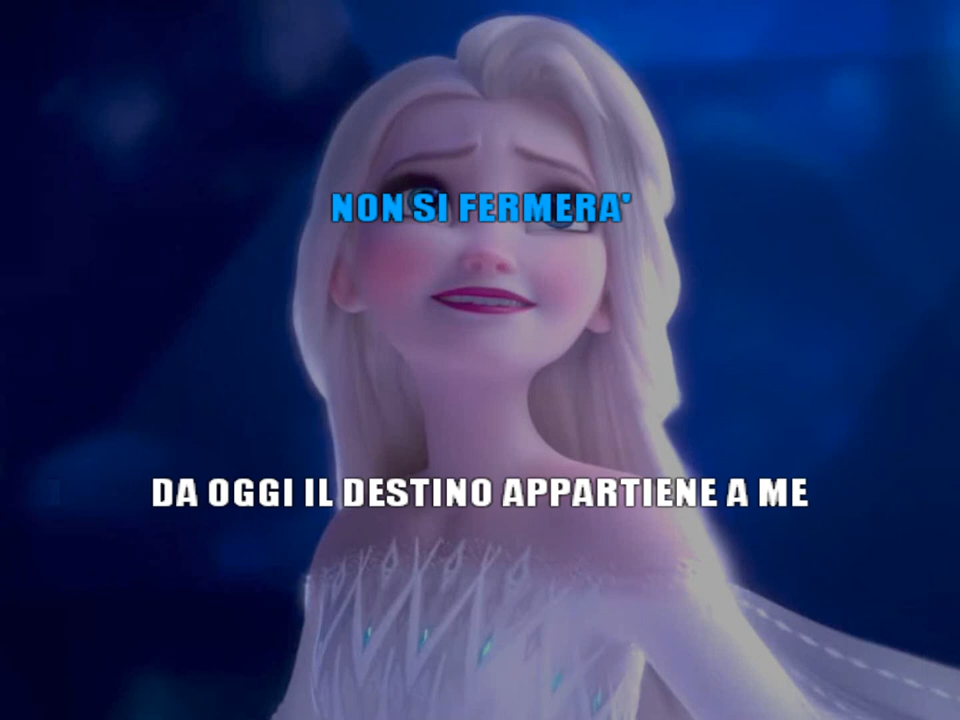 NON SI FERMERA'
DA OGGI IL DESTINO APPARTIENE A ME